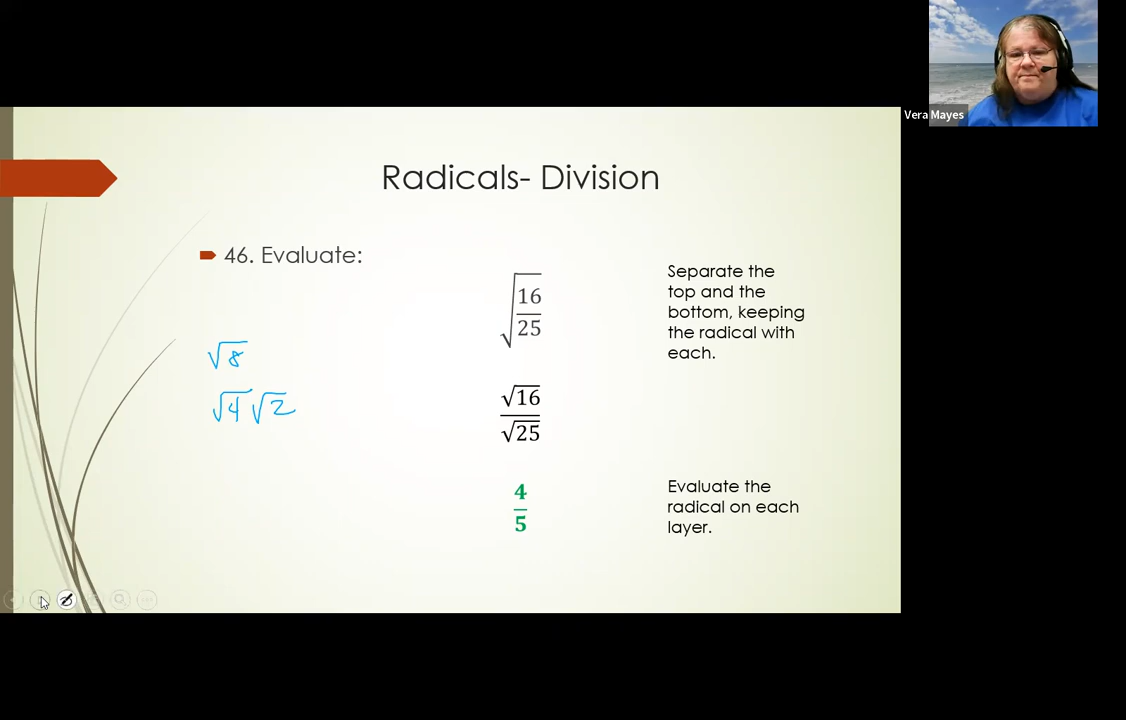 Vera Mayes
Radicals- Division
46. Evaluate:
√(16/25)
Separate the
top and the
bottom, keeping
the radical with
each.
√8
√4 √2
√16
√25
4
5
Evaluate the
radical on each
layer.